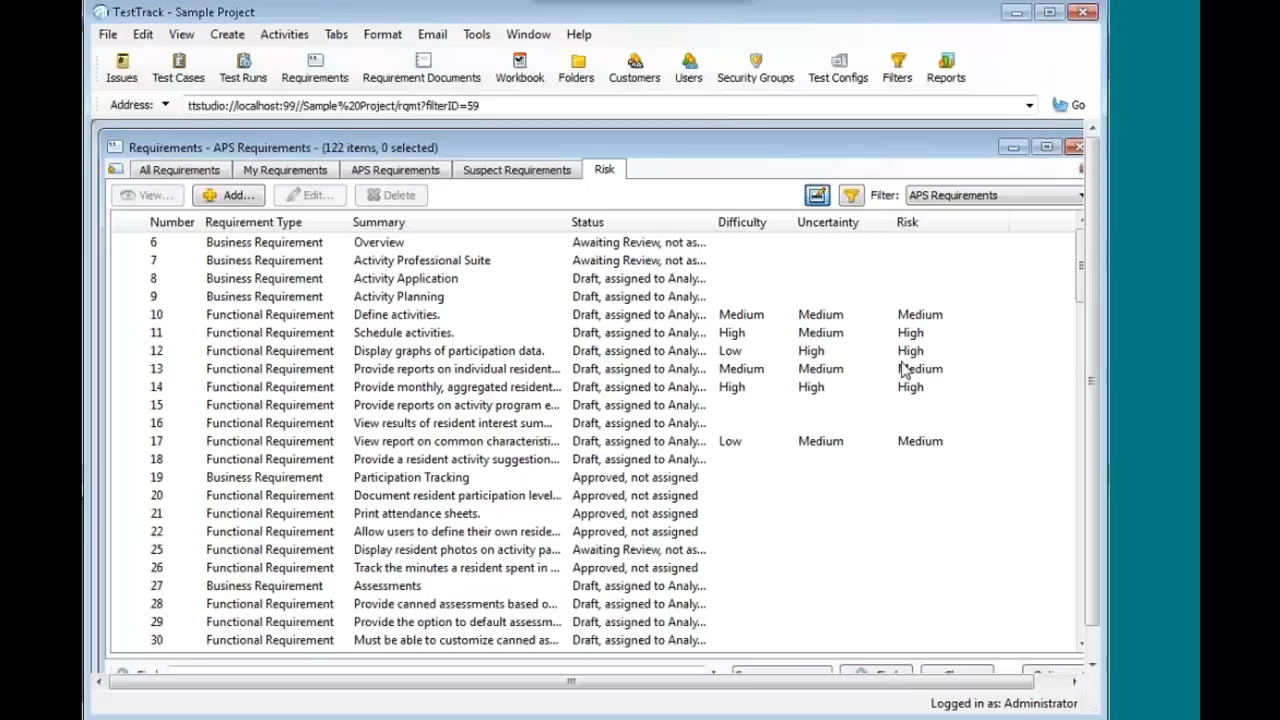 TestTrack - Sample Project
File Edit View Create Activities Tabs Format Email Tools Window Help
Issues Test Cases Test Runs Requirements Requirement Documents Workbook Folders Customers Users Security Groups Test Configs Filters Reports
Address: ttstudio://localhost:99//Sample%20Project/rqmt?filterID=59 Go
Requirements - APS Requirements - (122 items, 0 selected)
All Requirements My Requirements APS Requirements Suspect Requirements Risk
View... Add... Edit... Delete Filter: APS Requirements
Number Requirement Type Summary Status Difficulty Uncertainty Risk
6 Business Requirement Overview Awaiting Review, not as...
7 Business Requirement Activity Professional Suite Awaiting Review, not as...
8 Business Requirement Activity Application Draft, assigned to Analy...
9 Business Requirement Activity Planning Draft, assigned to Analy...
10 Functional Requirement Define activities. Draft, assigned to Analy... Medium Medium Medium
11 Functional Requirement Schedule activities. Draft, assigned to Analy... High Medium High
12 Functional Requirement Display graphs of participation data. Draft, assigned to Analy... Low High High
13 Functional Requirement Provide reports on individual resident... Draft, assigned to Analy... Medium Medium Medium
14 Functional Requirement Provide monthly, aggregated resident... Draft, assigned to Analy... High High High
15 Functional Requirement Provide reports on activity program e... Draft, assigned to Analy...
16 Functional Requirement View results of resident interest sum... Draft, assigned to Analy...
17 Functional Requirement View report on common characteristi... Draft, assigned to Analy... Low Medium Medium
18 Functional Requirement Provide a resident activity suggestion... Draft, assigned to Analy...
19 Business Requirement Participation Tracking Approved, not assigned
20 Functional Requirement Document resident participation level... Approved, not assigned
21 Functional Requirement Print attendance sheets. Approved, not assigned
22 Functional Requirement Allow users to define their own reside... Approved, not assigned
25 Functional Requirement Display resident photos on activity pa... Awaiting Review, not as...
26 Functional Requirement Track the minutes a resident spent in ... Approved, not assigned
27 Business Requirement Assessments Draft, assigned to Analy...
28 Functional Requirement Provide canned assessments based o... Draft, assigned to Analy...
29 Functional Requirement Provide the option to default assessm... Draft, assigned to Analy...
30 Functional Requirement Must be able to customize canned as... Draft, assigned to Analy...
Logged in as: Administrator